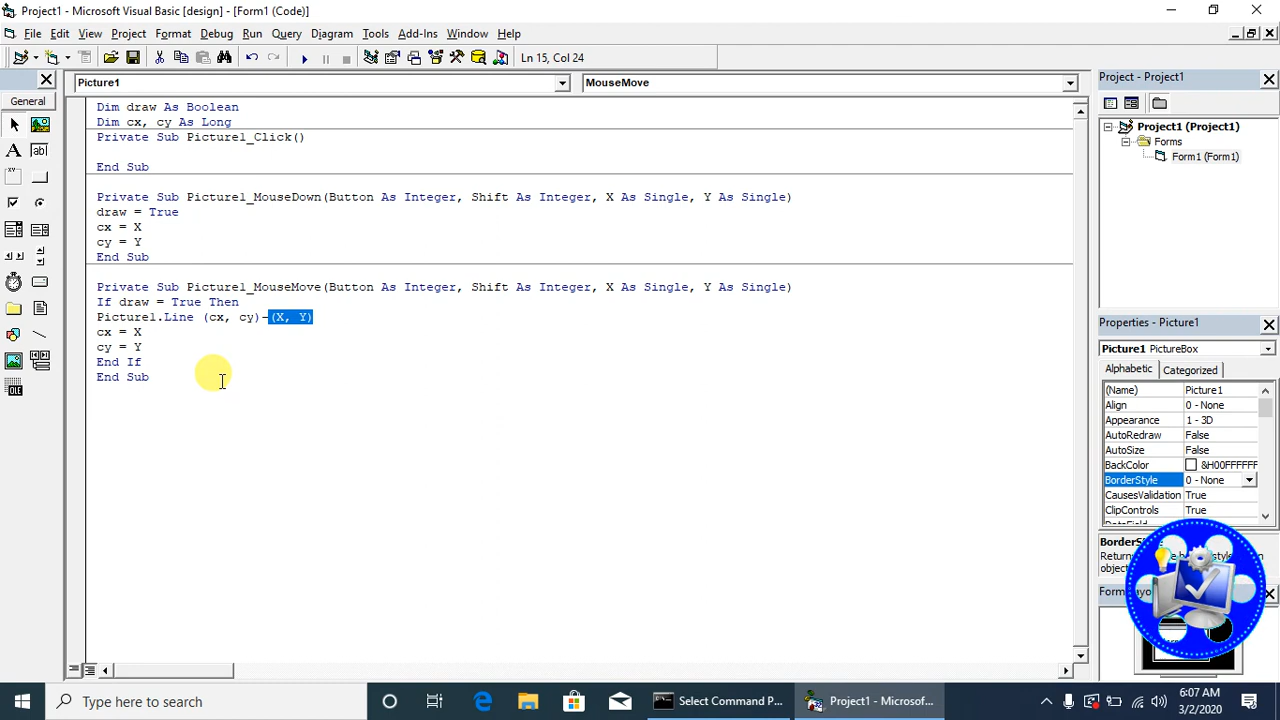 Project1 - Microsoft Visual Basic [design] - [Form1 (Code)]
File Edit View Project Format Debug Run Query Diagram Tools Add-Ins Window Help
Ln 15, Col 24
General
Picture1
MouseMove
Dim draw As Boolean
Dim cx, cy As Long
Private Sub Picture1_Click()
End Sub
Private Sub Picture1_MouseDown(Button As Integer, Shift As Integer, X As Single, Y As Single)
draw = True
cx = X
cy = Y
End Sub
Private Sub Picture1_MouseMove(Button As Integer, Shift As Integer, X As Single, Y As Single)
If draw = True Then
Picture1.Line (cx, cy)-(X, Y)
cx = X
cy = Y
End If
End Sub
Project - Project1
Project1 (Project1)
Forms
Form1 (Form1)
Properties - Picture1
Picture1 PictureBox
Alphabetic Categorized
(Name) Picture1
Align 0 - None
Appearance 1 - 3D
AutoRedraw False
AutoSize False
BackColor &H00FFFFFF
BorderStyle 0 - None
CausesValidation True
ClipControls True
Type here to search
Select Command P...
Project1 - Microsof...
6:07 AM
3/2/2020